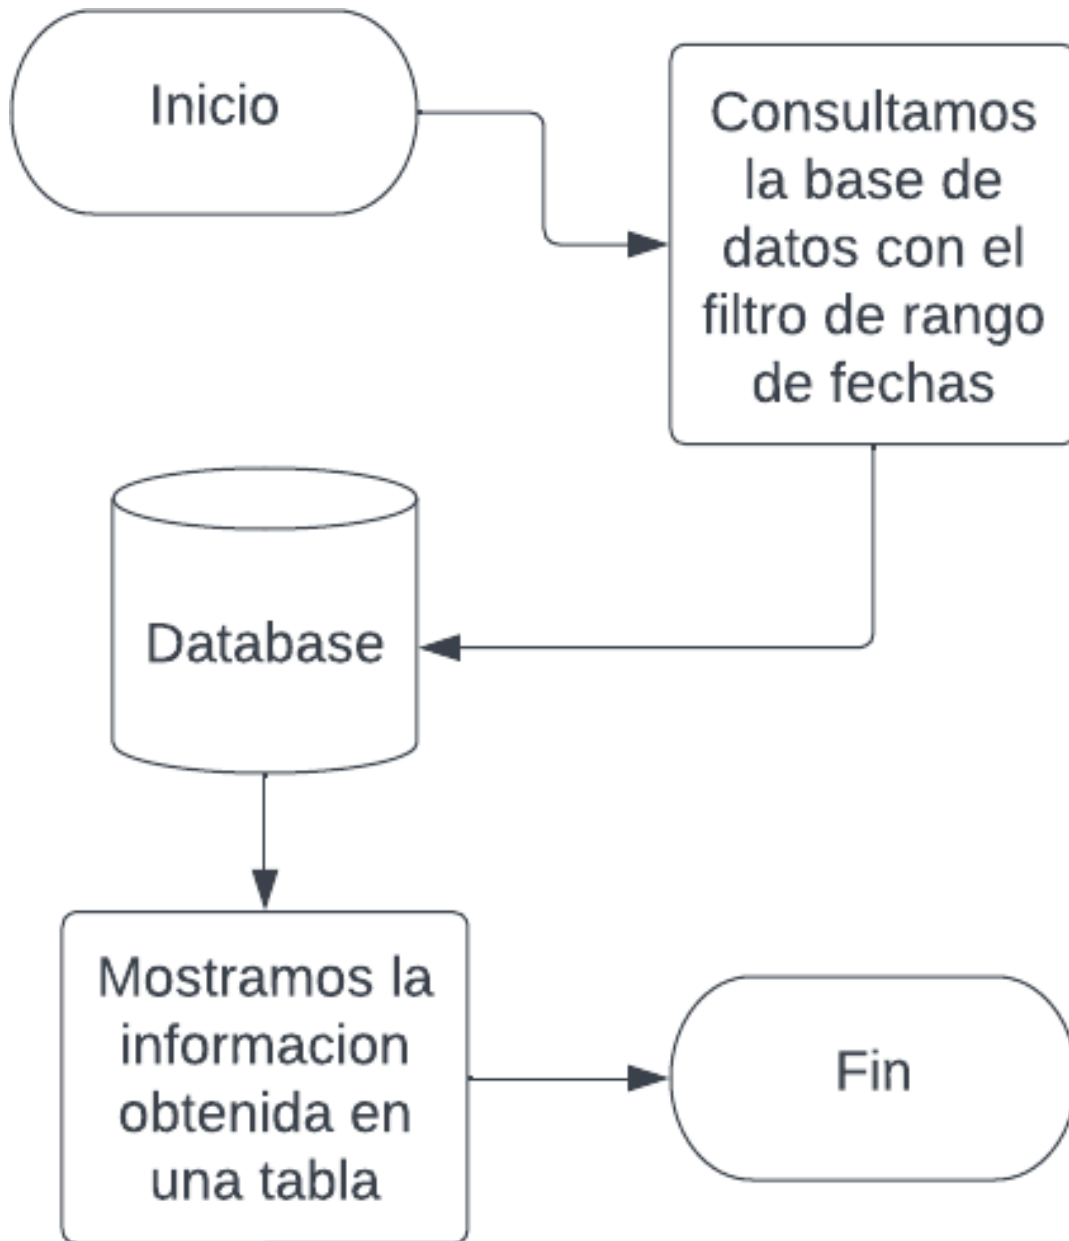 Inicio
Consultamos
la base de
datos con el
filtro de rango
de fechas
Database
Mostramos la
informacion
obtenida en
una tabla
Fin